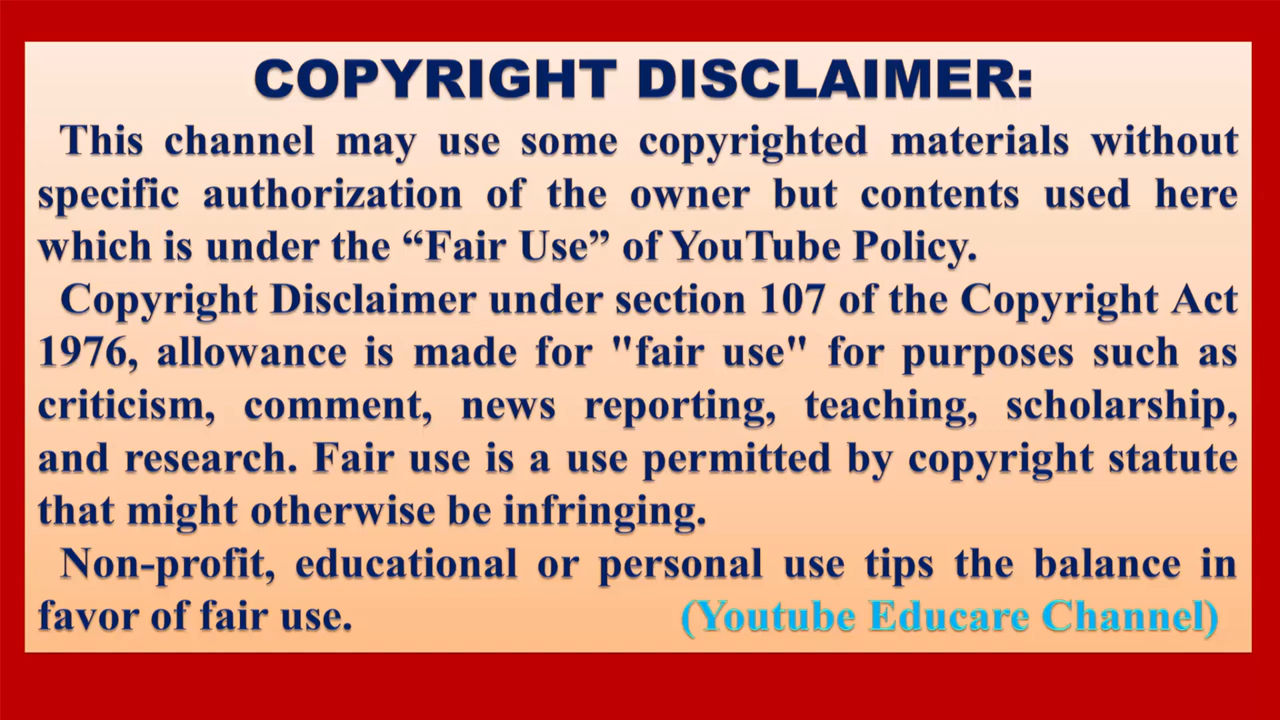 COPYRIGHT DISCLAIMER:
This channel may use some copyrighted materials without
specific authorization of the owner but contents used here
which is under the “Fair Use” of YouTube Policy.
Copyright Disclaimer under section 107 of the Copyright Act
1976, allowance is made for "fair use" for purposes such as
criticism, comment, news reporting, teaching, scholarship,
and research. Fair use is a use permitted by copyright statute
that might otherwise be infringing.
Non-profit, educational or personal use tips the balance in
favor of fair use. (Youtube Educare Channel)